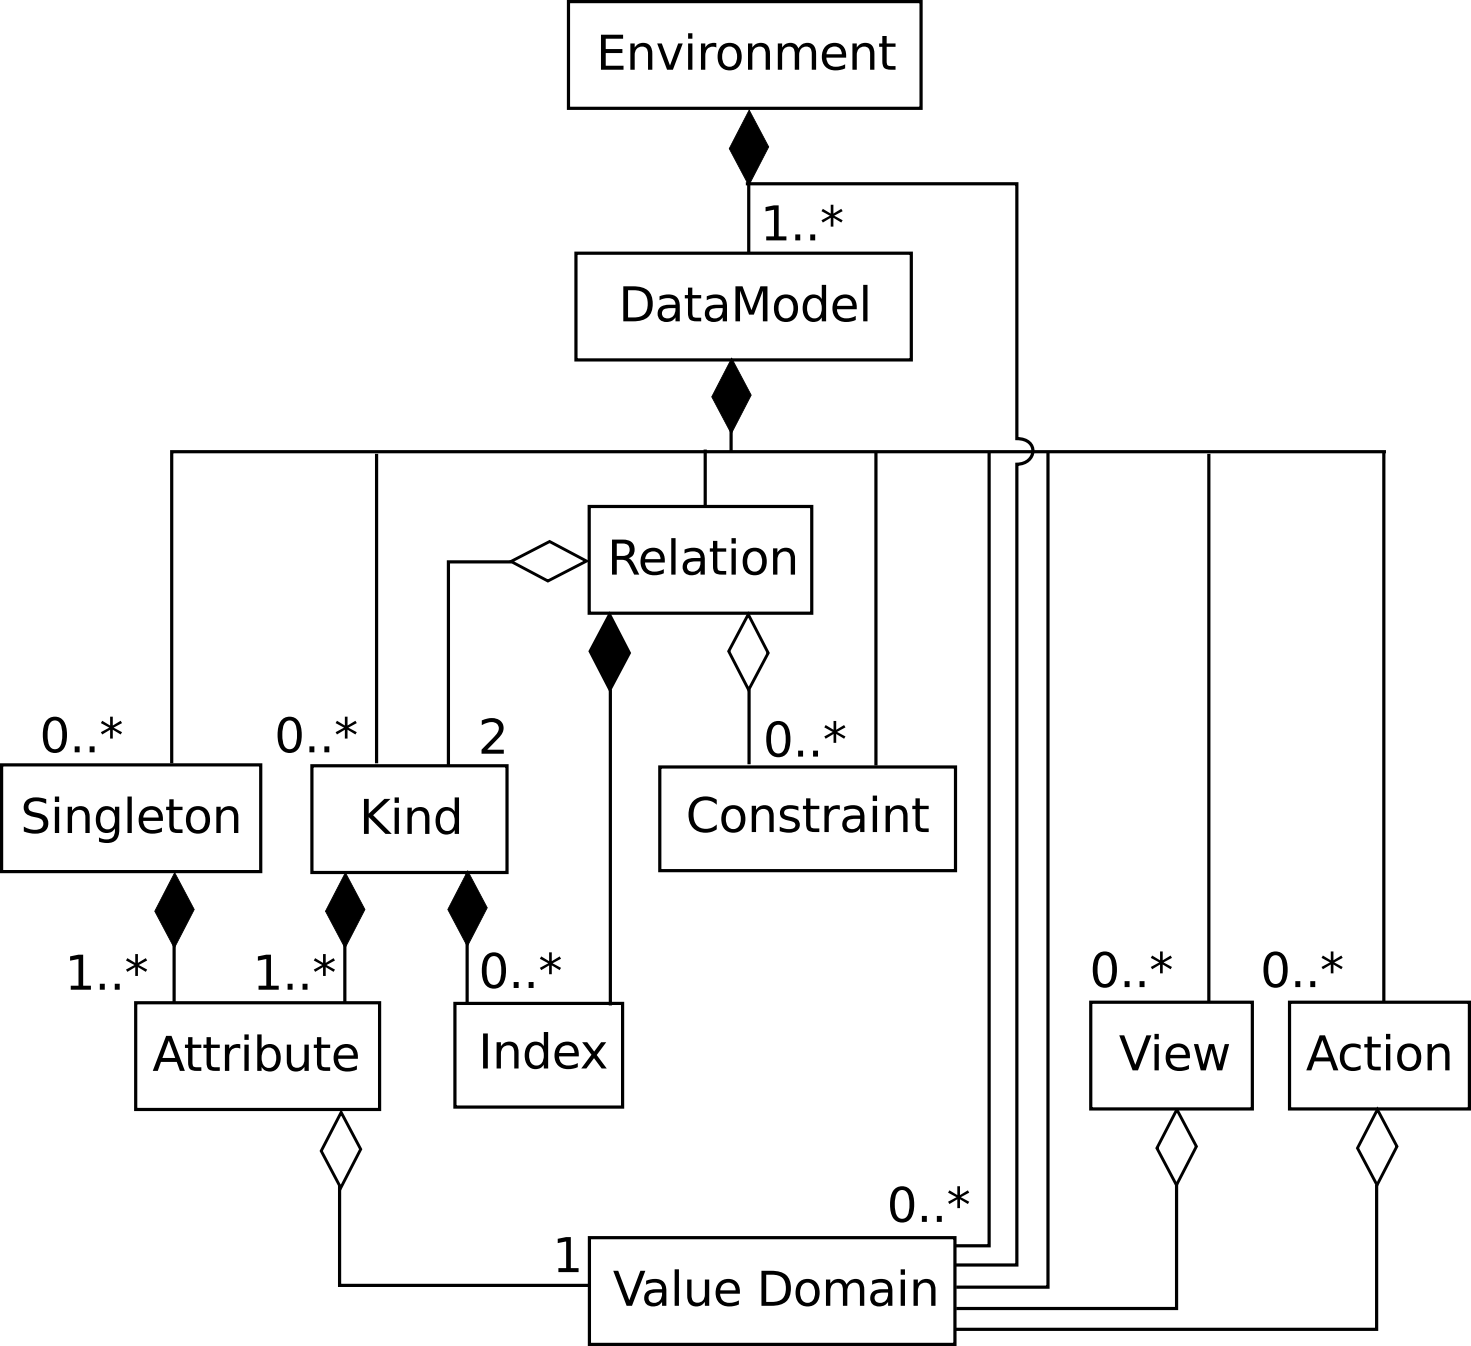 Environment
1..*
DataModel
Relation
0..*
0..*
2
0..*
Singleton
Kind
Constraint
1..*
1..*
0..*
0..*
0..*
Attribute
Index
View
Action
0..*
1
Value Domain